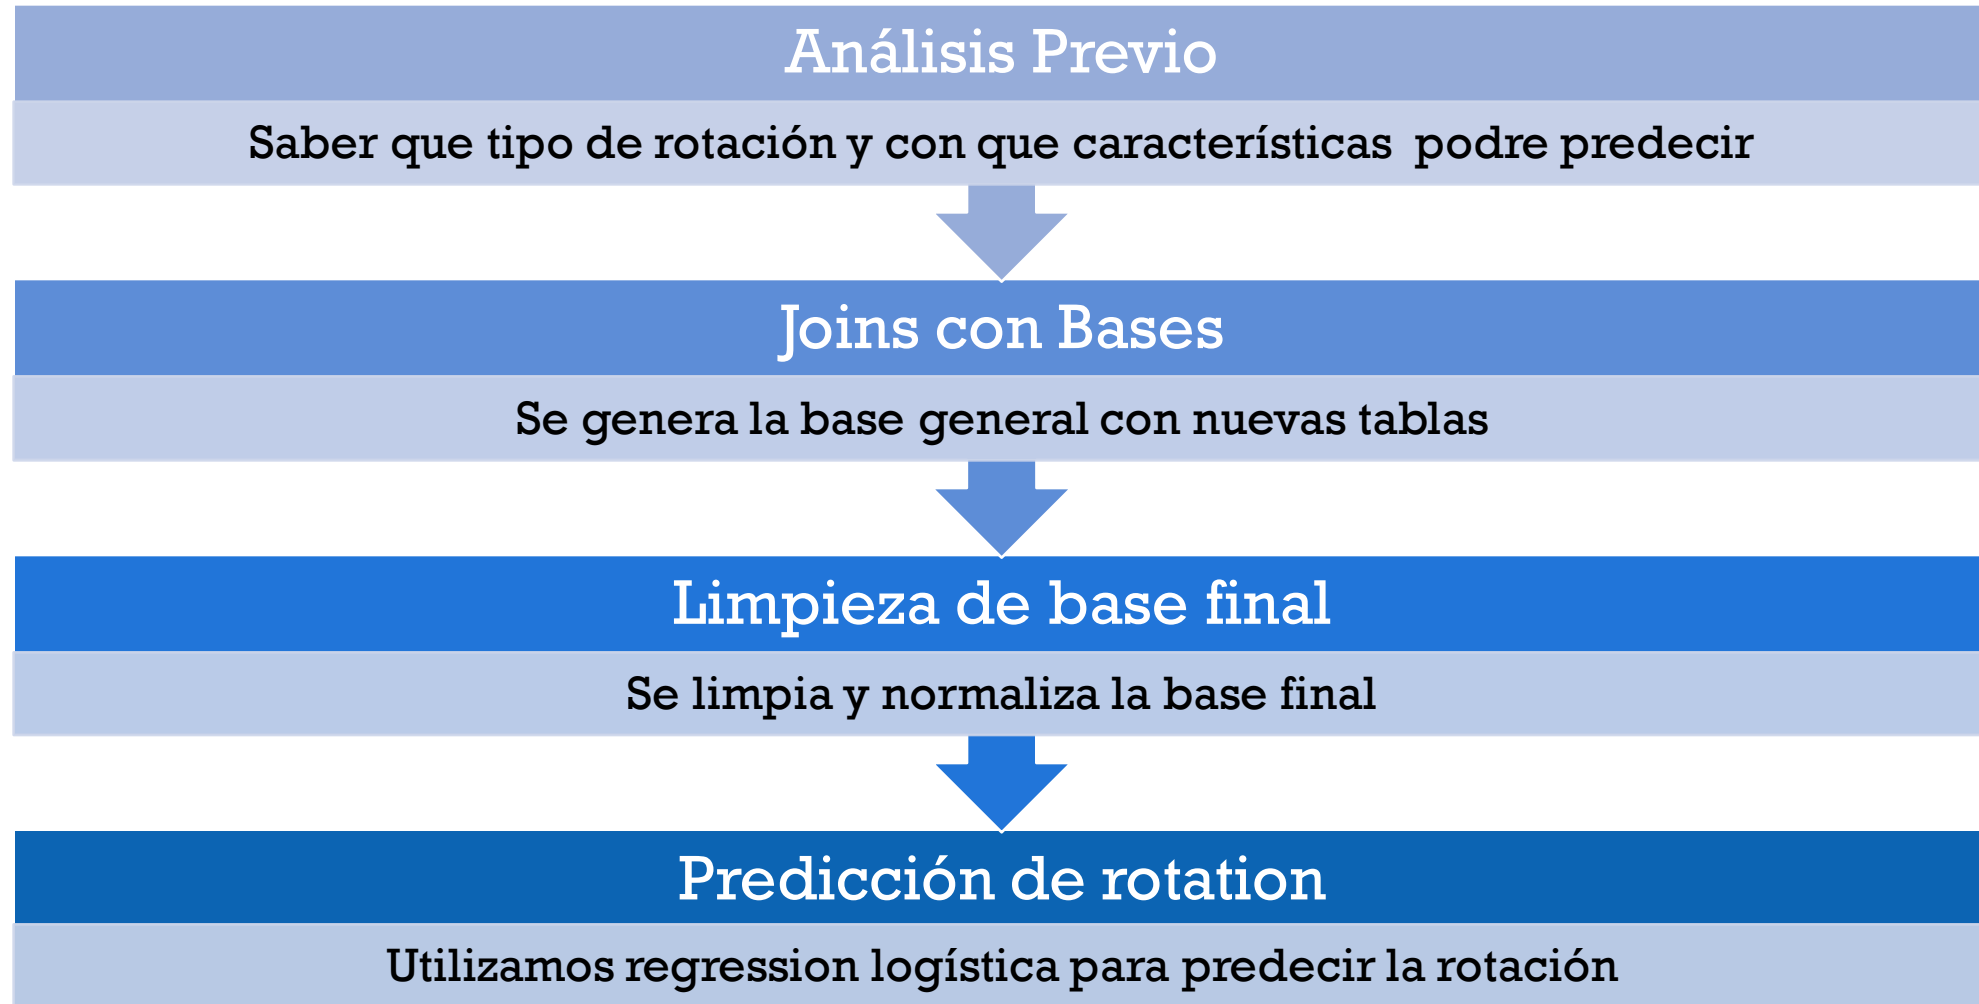 Análisis Previo
Saber que tipo de rotación y con que características podre predecir
Joins con Bases
Se genera la base general con nuevas tablas
Limpieza de base final
Se limpia y normaliza la base final
Predicción de rotation
Utilizamos regression logística para predecir la rotación